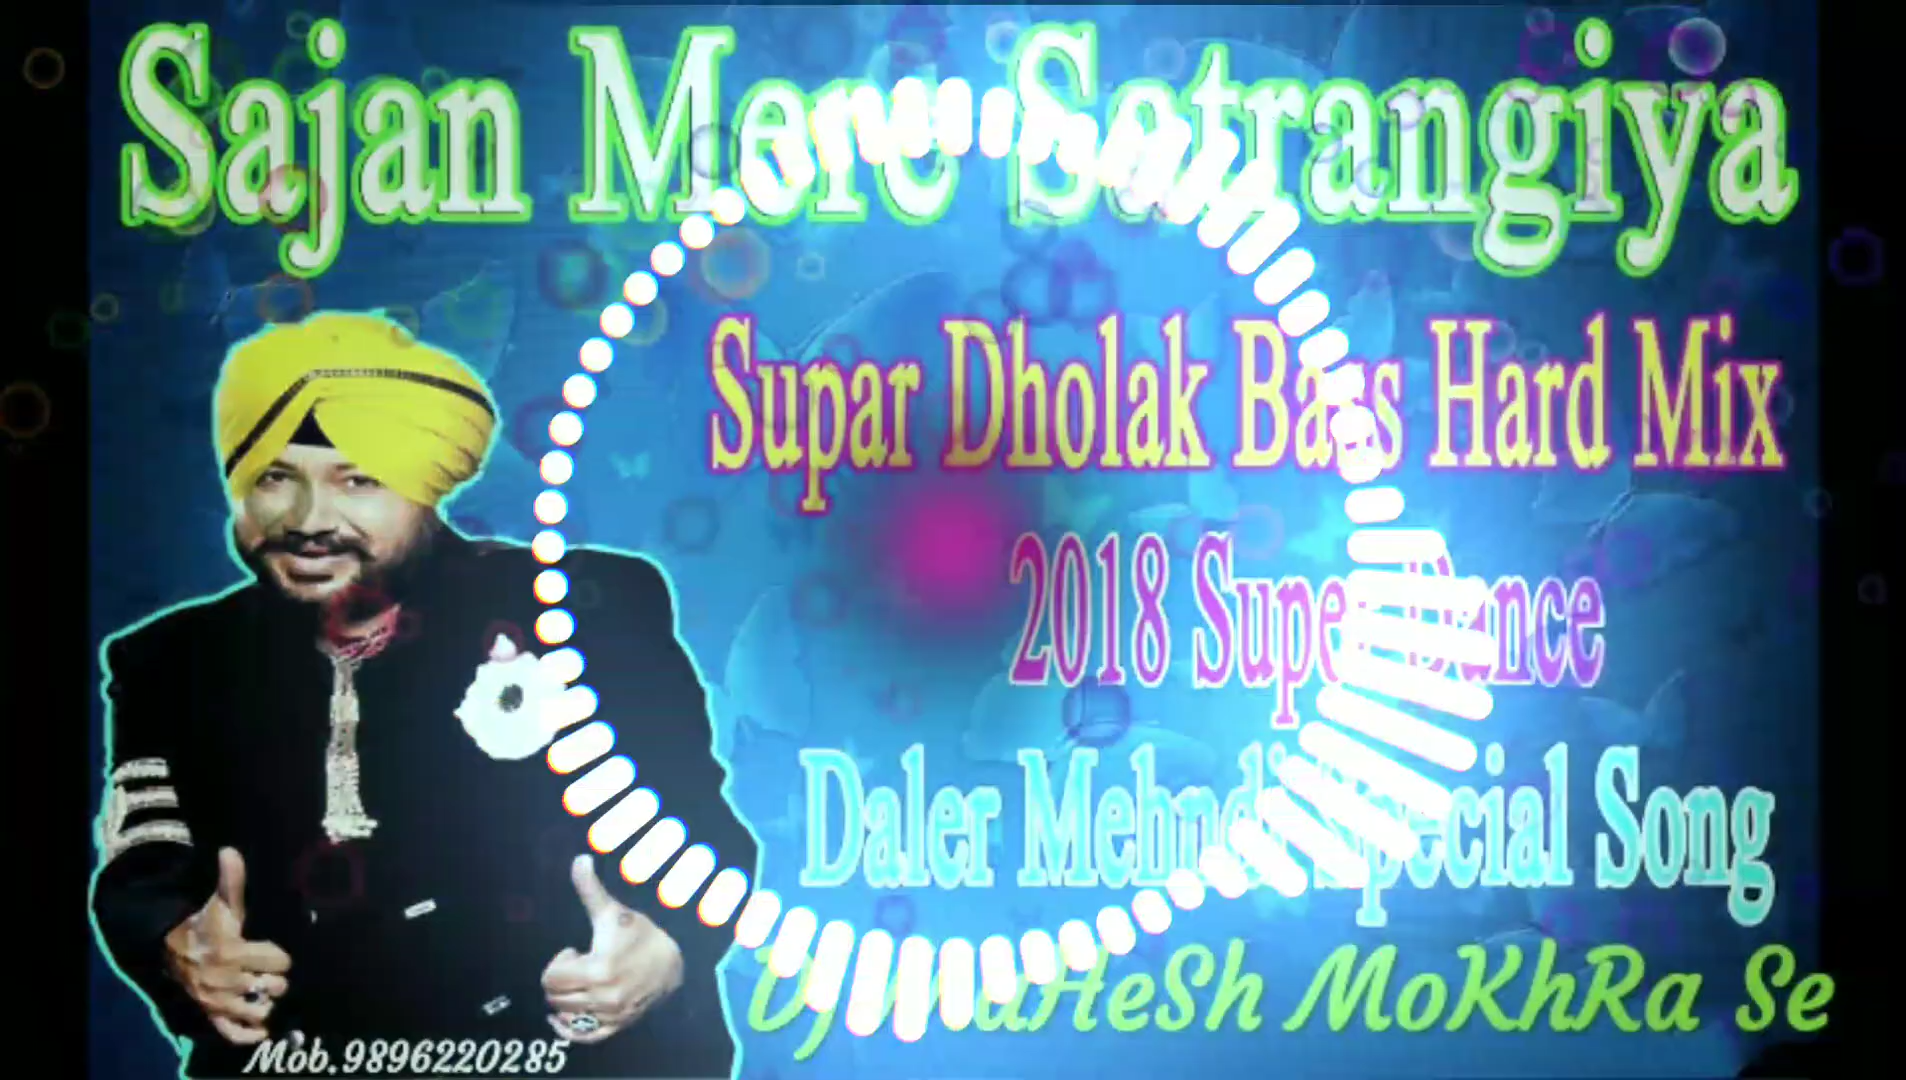 Sajan Mere Satrangiya
Supar Dholak Bass Hard Mix
2018 Super Dance
Daler Mehndi Special Song
Dj MaHeSh MoKhRa Se
Mob.9896220285